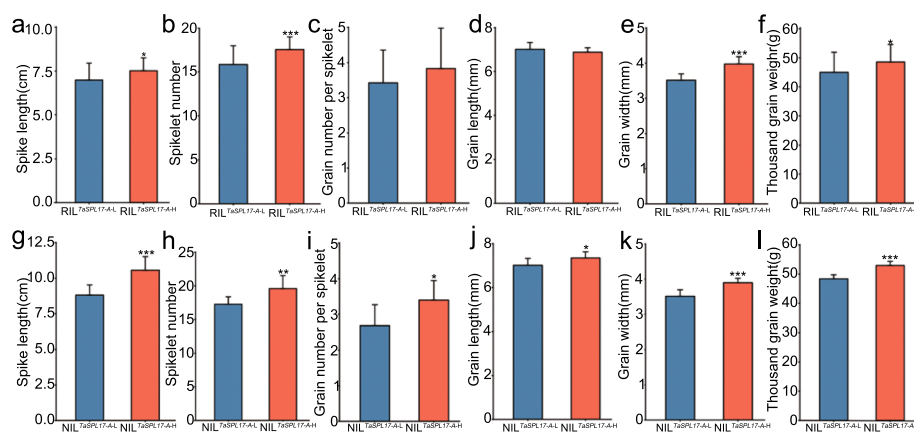 a
Spike length(cm)
10.0
7.5
5.0
2.5
0.0
*
RIL^TaSPL17-A-L RIL^TaSPL17-A-H
b
Spikelet number
20
15
10
5
0
***
RIL^TaSPL17-A-L RIL^TaSPL17-A-H
c
Grain number per spikelet
5
4
3
2
1
0
RIL^TaSPL17-A-L RIL^TaSPL17-A-H
d
Grain length(mm)
8
6
4
2
0
RIL^TaSPL17-A-L RIL^TaSPL17-A-H
e
Grain width(mm)
5
4
3
2
1
0
***
RIL^TaSPL17-A-L RIL^TaSPL17-A-H
f
Thousand grain weighr(g)
60
50
40
30
20
10
0
*
RIL^TaSPL17-A-L RIL^TaSPL17-A-H
g
Spike length(cm)
12.5
10.0
7.5
5.0
2.5
0.0
***
NIL^TaSPL17-A-L NIL^TaSPL17-A-H
h
Spikelet number
25
20
15
10
5
0
**
NIL^TaSPL17-A-L NIL^TaSPL17-A-H
i
Grain number per spikelet
5
4
3
2
1
0
*
NIL^TaSPL17-A-L NIL^TaSPL17-A-H
j
Grain length(mm)
8
6
4
2
0
*
NIL^TaSPL17-A-L NIL^TaSPL17-A-H
k
Grain width(mm)
5
4
3
2
1
0
***
NIL^TaSPL17-A-L NIL^TaSPL17-A-H
l
Thousand grain weight(g)
60
50
40
30
20
10
0
***
NIL^TaSPL17-A-L NIL^TaSPL17-A-H